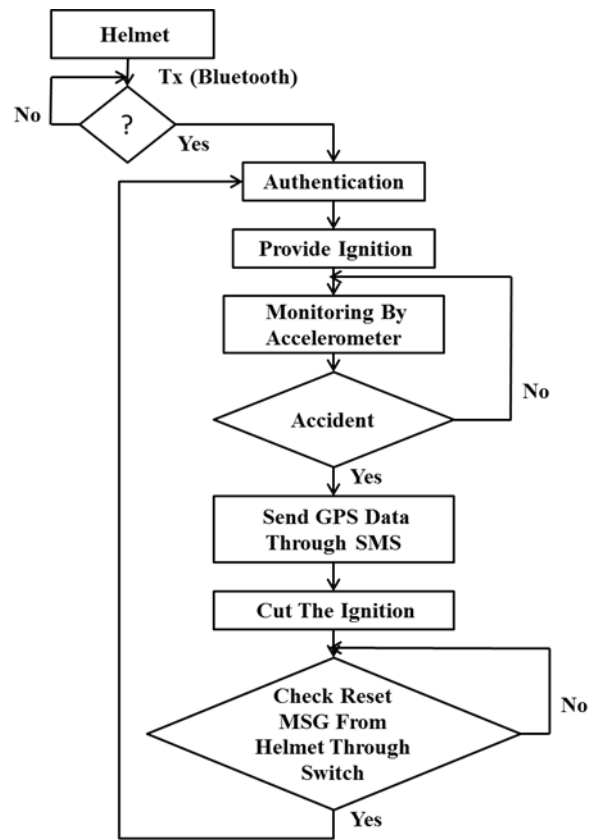 Helmet
Tx (Bluetooth)
No
?
Yes
Authentication
Provide Ignition
Monitoring By
Accelerometer
No
Accident
Yes
Send GPS Data
Through SMS
Cut The Ignition
Check Reset
MSG From
Helmet Through
Switch
No
Yes